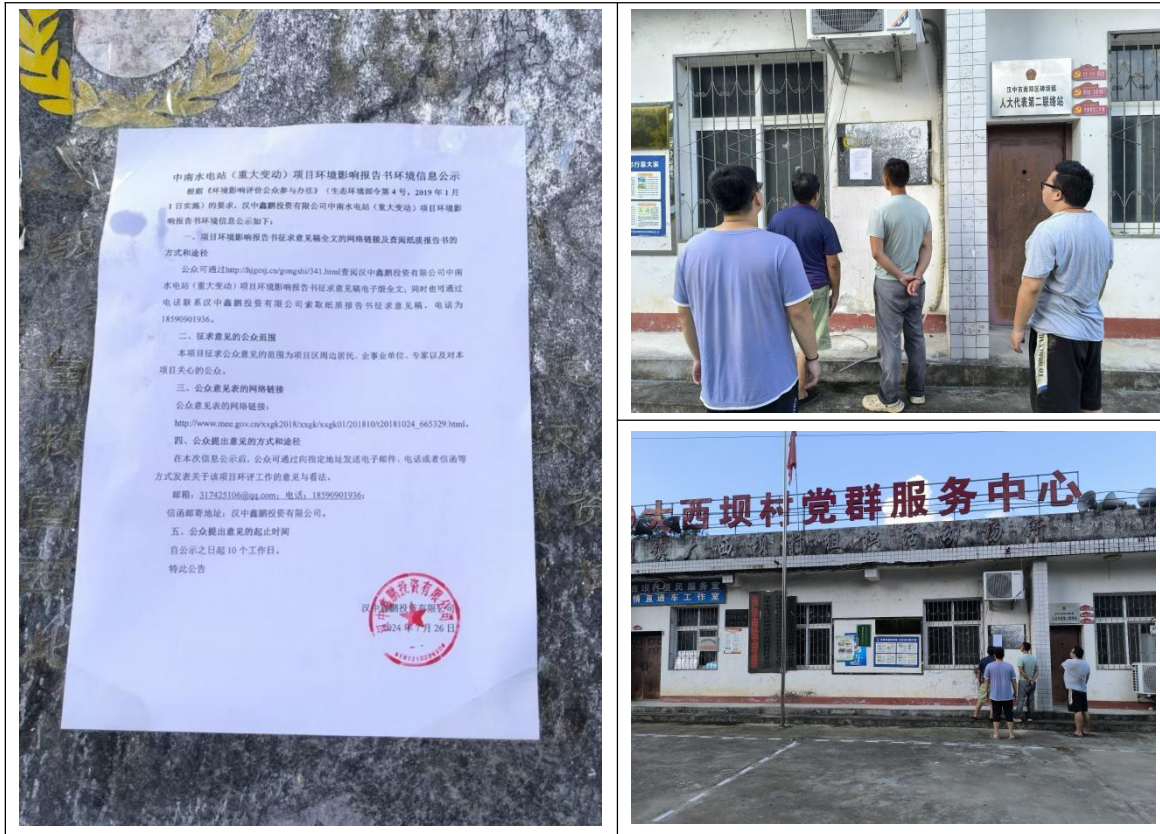 中南水电站（重大变动）项目环境影响报告书环境信息公示
根据《环境影响评价公众参与办法》（生态环境部令第4号，2019年1月
1日实施）的要求，汉中鑫鹏投资有限公司中南水电站（重大变动）项目环境影
响报告书环境信息公示如下：
一、项目环境影响报告书征求意见稿全文的网络链接及查阅纸质报告书的
方式和途径
公众可通过http://hjgcsj.cn/gongshi/341.html查阅汉中鑫鹏投资有限公司中南
水电站（重大变动）项目环境影响报告书征求意见稿电子版全文；同时也可通过
电话联系汉中鑫鹏投资有限公司索取纸质报告书征求意见稿，电话为
18590901936。
二、征求意见的公众范围
本项目征求公众意见的范围为项目区周边居民、企事业单位、专家以及对本
项目关心的公众。
三、公众意见表的网络链接
公众意见表的网络链接：
http://www.mee.gov.cn/xxgk2018/xxgk/xxgk01/201810/t20181024_665329.html。
四、公众提出意见的方式和途径
在本次信息公示后，公众可通过向指定地址发送电子邮件、电话或者信函等
方式发表关于该项目环评工作的意见与看法。
邮箱：317425106@qq.com；电话：18590901936；
信函邮寄地址：汉中鑫鹏投资有限公司。
五、公众提出意见的起止时间
自公示之日起10个工作日。
特此公告
汉中鑫鹏投资有限公司
2024年7月26日
汉中市南郑区碑坝镇
人大代表第二联络站
大西坝村党群服务中心
情直通车工作室